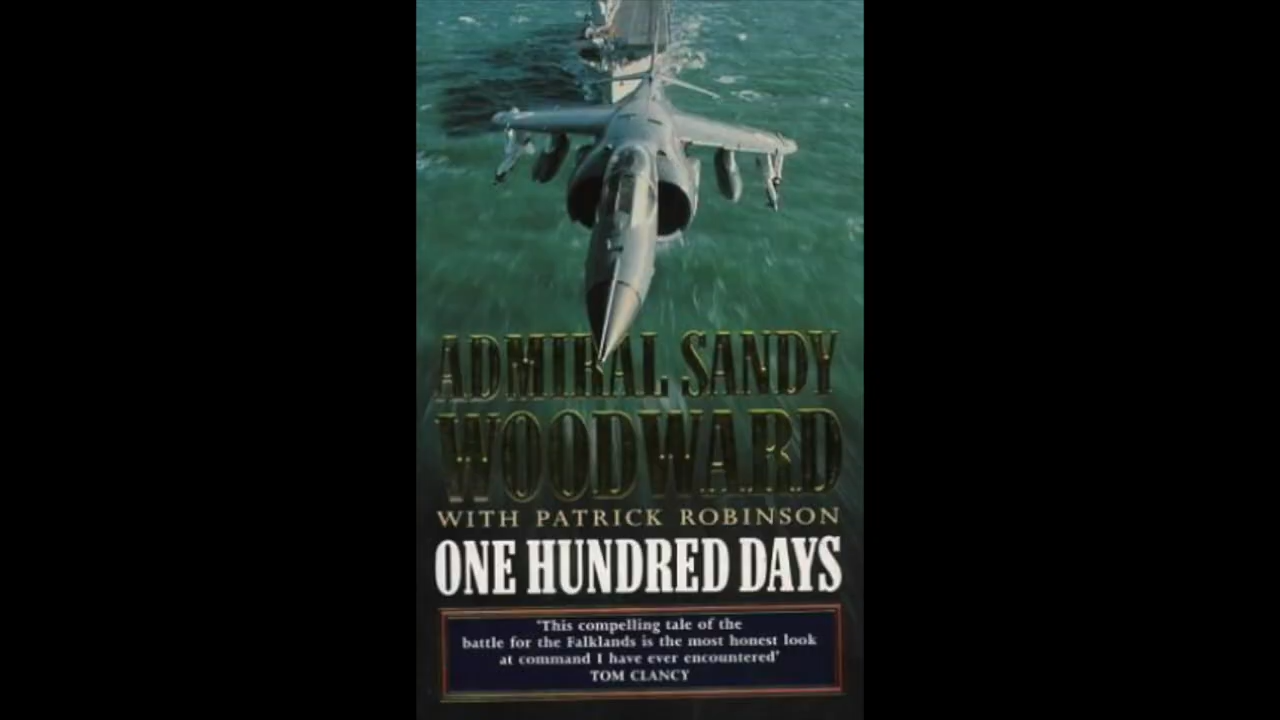 ADMIRAL SANDY
WOODWARD
WITH PATRICK ROBINSON
ONE HUNDRED DAYS
'This compelling tale of the
battle for the Falklands is the most honest look
at command I have ever encountered'
TOM CLANCY